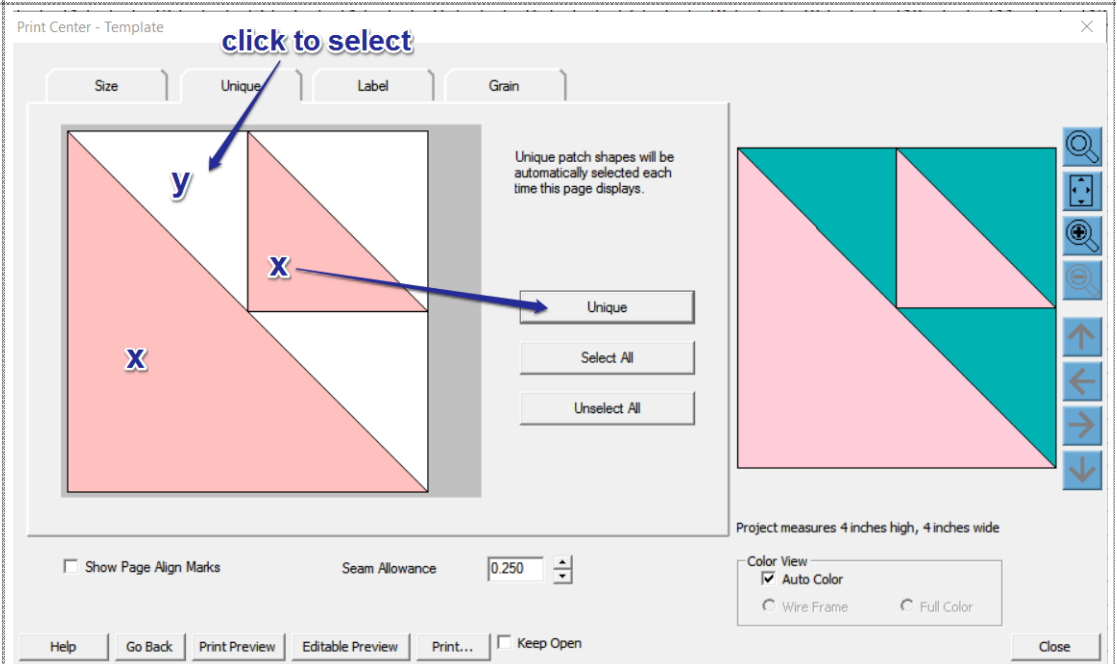 Print Center - Template
click to select
Size Unique Label Grain
Unique patch shapes will be
automatically selected each
time this page displays.
y
x
Unique
x
Select All
Unselect All
Project measures 4 inches high, 4 inches wide
Show Page Align Marks Seam Allowance 0.250
Color View
Auto Color
Wire Frame Full Color
Help Go Back Print Preview Editable Preview Print... Keep Open Close